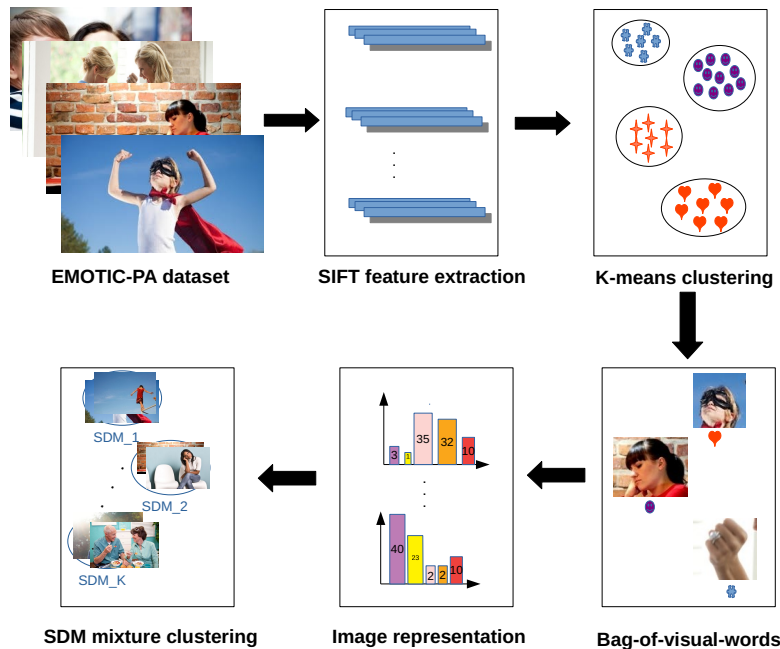 EMOTIC-PA dataset
SIFT feature extraction
K-means clustering
SDM_1
SDM_2
SDM_K
3
1
35
32
10
40
23
2
2
10
SDM mixture clustering
Image representation
Bag-of-visual-words